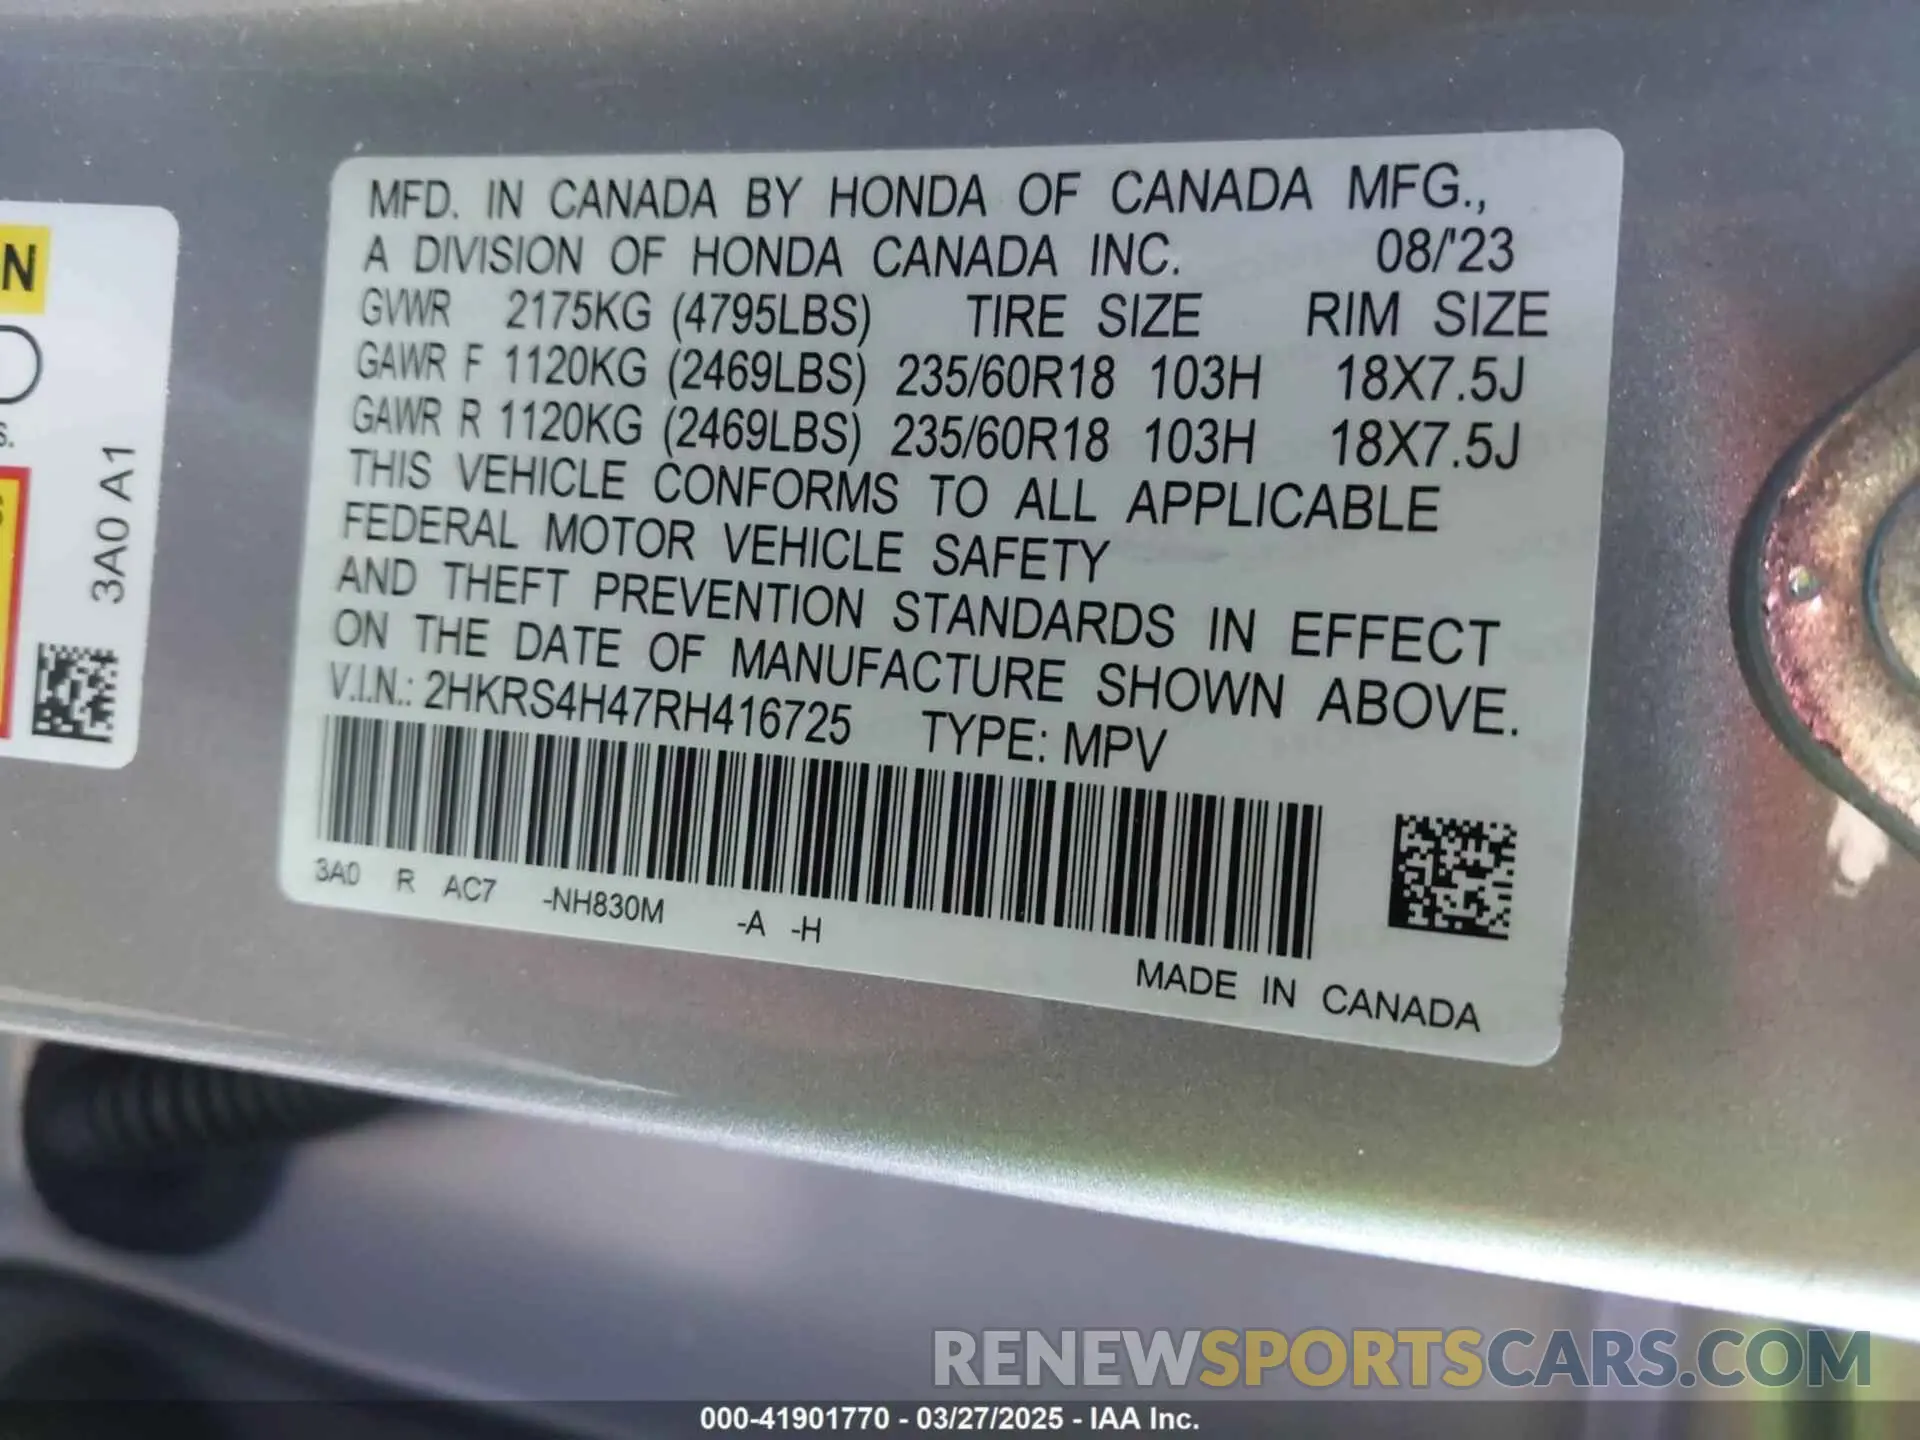 MFD. IN CANADA BY HONDA OF CANADA MFG.,
A DIVISION OF HONDA CANADA INC. 08/'23
GVWR 2175KG (4795LBS) TIRE SIZE RIM SIZE
GAWR F 1120KG (2469LBS) 235/60R18 103H 18X7.5J
GAWR R 1120KG (2469LBS) 235/60R18 103H 18X7.5J
THIS VEHICLE CONFORMS TO ALL APPLICABLE
FEDERAL MOTOR VEHICLE SAFETY
AND THEFT PREVENTION STANDARDS IN EFFECT
ON THE DATE OF MANUFACTURE SHOWN ABOVE.
V.I.N.: 2HKRS4H47RH416725 TYPE: MPV
3A0 R AC7 -NH830M -A -H
MADE IN CANADA
N
S.
3A0 A1
RENEWSPORTSCARS.COM
000-41901770 - 03/27/2025 - IAA Inc.